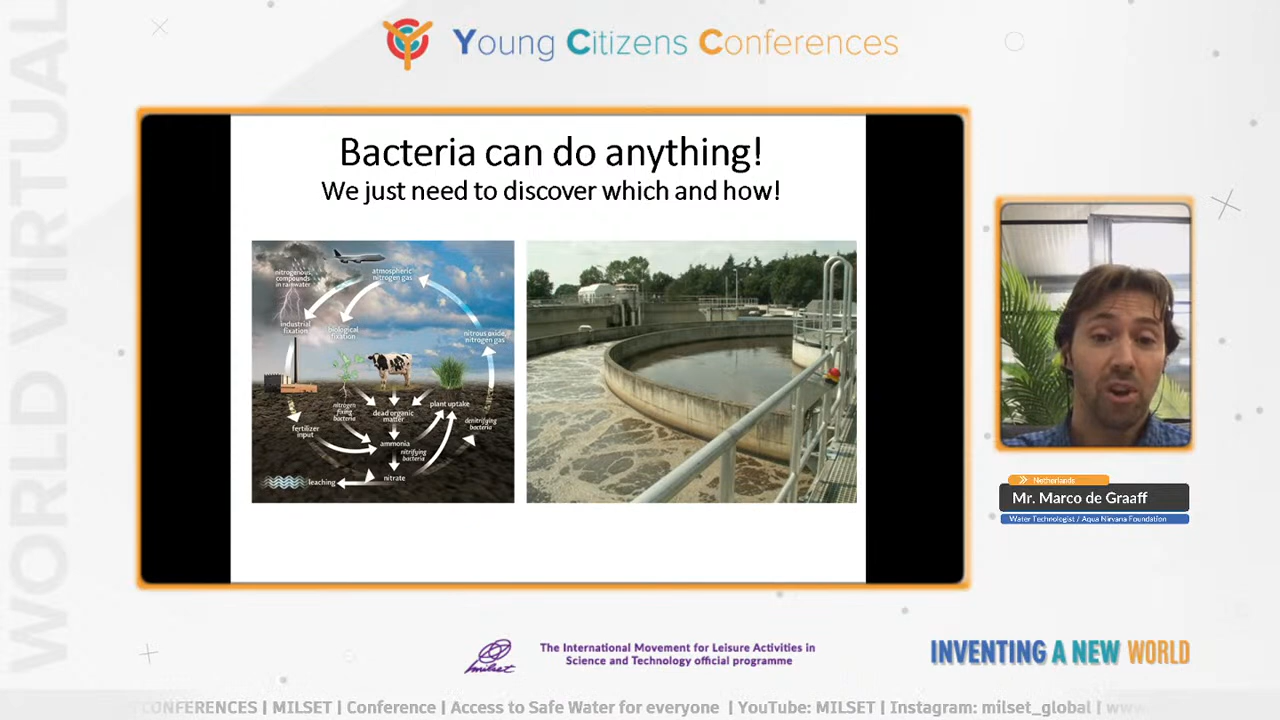 WORLD VIRTUAL
Young Citizens Conferences
Bacteria can do anything!
We just need to discover which and how!
nitrogenous
compounds
in rainwater
atmospheric
nitrogen gas
industrial
fixation
biological
fixation
nitrous oxide
nitrogen gas
nitrogen
fixing
bacteria
dead organic
matter
plant uptake
denitrifying
bacteria
fertilizer
input
ammonia
nitrifying
bacteria
nitrate
leaching
Netherlands
Mr. Marco de Graaff
Water Technologist / Aqua Nirvana Foundation
milset
The International Movement for Leisure Activities in
Science and Technology official programme
INVENTING A NEW WORLD
CONFERENCES | MILSET | Conference | Access to Safe Water for everyone | YouTube: MILSET | Instagram: milset_global | www